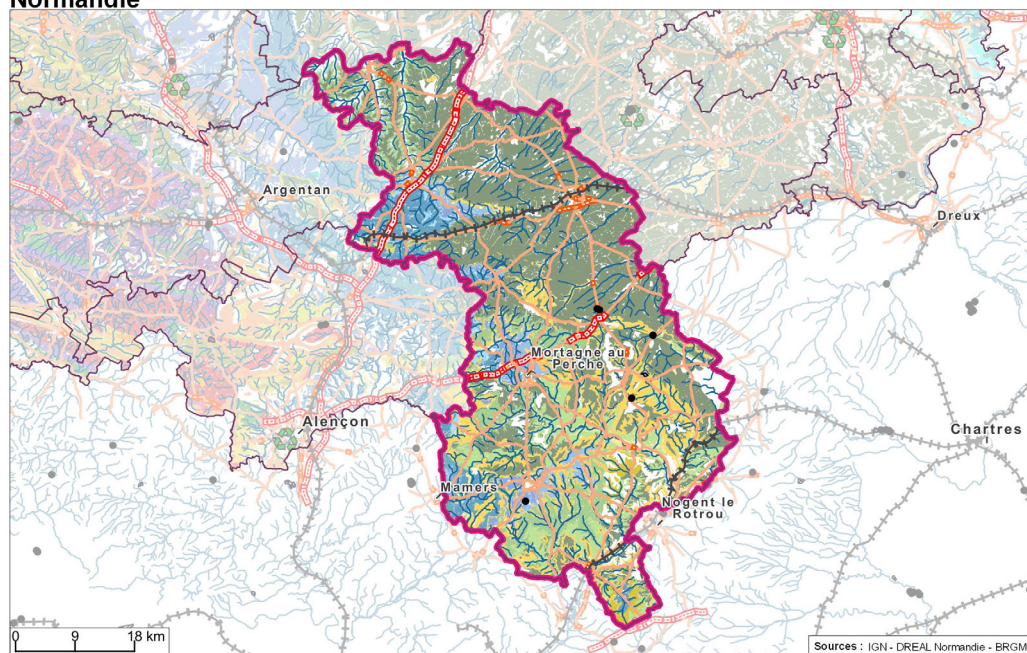 Normandie
Argentan
Dreux
Mortagne au
Perche
Alençon
Chartres
Mamers
Nogent le
Rotrou
0 9 18 km
Sources : IGN - DREAL Normandie - BRGM